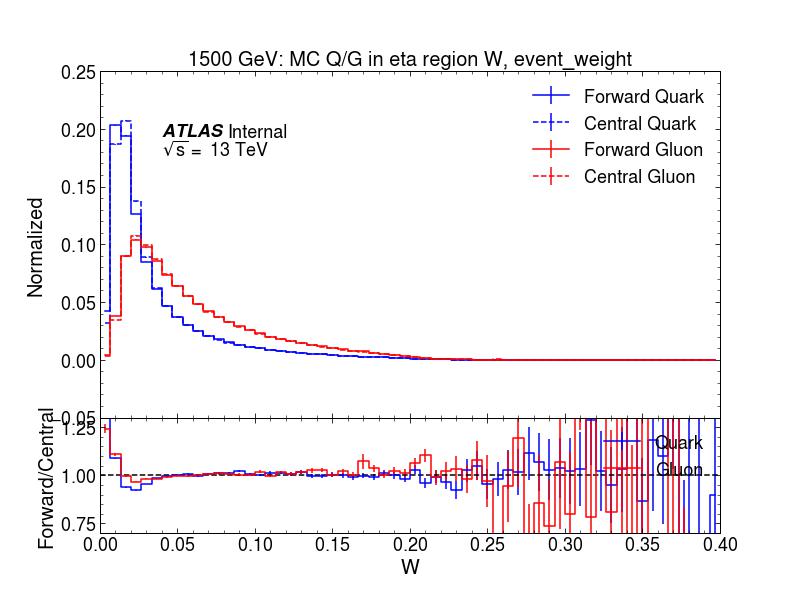 1500 GeV: MC Q/G in eta region W, event_weight
0.25
0.20
0.15
0.10
0.05
0.00
0.05
Normalized
ATLAS Internal
√s = 13 TeV
Forward Quark
Central Quark
Forward Gluon
Central Gluon
1.25
1.00
0.75
Forward/Central
Quark
Gluon
0.00 0.05 0.10 0.15 0.20 0.25 0.30 0.35 0.40
W